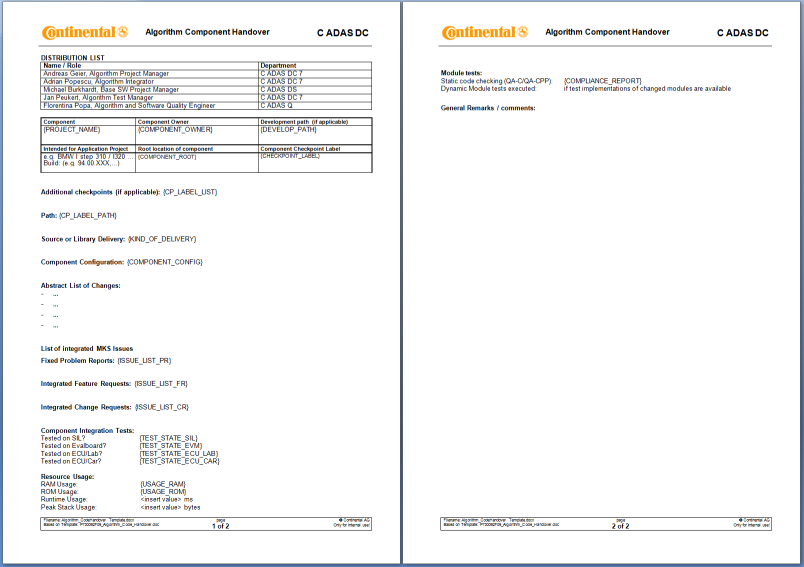 Continental
Algorithm Component Handover
C ADAS DC
DISTRIBUTION LIST
Name / Role Department
Andreas Geier, Algorithm Project Manager C ADAS DC 7
Adrian Popescu, Algorithm Integrator C ADAS DC 7
Michael Burkhardt, Base SW Project Manager C ADAS DS
Jan Peukert, Algorithm Test Manager C ADAS DC 7
Florentina Popa, Algorithm and Software Quality Engineer C ADAS Q
Component Component Owner Development path (if applicable)
{PROJECT_NAME} {COMPONENT_OWNER} {DEVELOP_PATH}
Intended for Application Project Root location of component Component Checkpoint Label
e.g. BMW I step 310 / I320 ... {COMPONENT_ROOT} {CHECKPOINT_LABEL}
Build: (e.g. 94.00.XXX,...)
Additional checkpoints (if applicable): {CP_LABEL_LIST}
Path: {CP_LABEL_PATH}
Source or Library Delivery: {KIND_OF_DELIVERY}
Component Configuration: {COMPONENT_CONFIG}
Abstract List of Changes:
- ...
- ...
- ...
- ...
List of integrated MKS Issues
Fixed Problem Reports: {ISSUE_LIST_PR}
Integrated Feature Requests: {ISSUE_LIST_FR}
Integrated Change Requests: {ISSUE_LIST_CR}
Component Integration Tests:
Tested on SIL? {TEST_STATE_SIL}
Tested on Evalboard? {TEST_STATE_EVM}
Tested on ECU/Lab? {TEST_STATE_ECU_LAB}
Tested on ECU/Car? {TEST_STATE_ECU_CAR}
Resource Usage:
RAM Usage: {USAGE_RAM}
ROM Usage: {USAGE_ROM}
Runtime Usage: <insert value> ms
Peak Stack Usage: <insert value> bytes
Filename: Algorithm_Codehandover_Template.docx page © Continental AG
Based on Template: 1 of 2 Only for internal use!
Continental
Algorithm Component Handover
C ADAS DC
Module tests:
Static code checking (QA-C/QA-CPP): {COMPLIANCE_REPORT}
Dynamic Module tests executed: if test implementations of changed modules are available
General Remarks / comments:
Filename: Algorithm_Codehandover_Template.docx page © Continental AG
Based on Template: 2 of 2 Only for internal use!